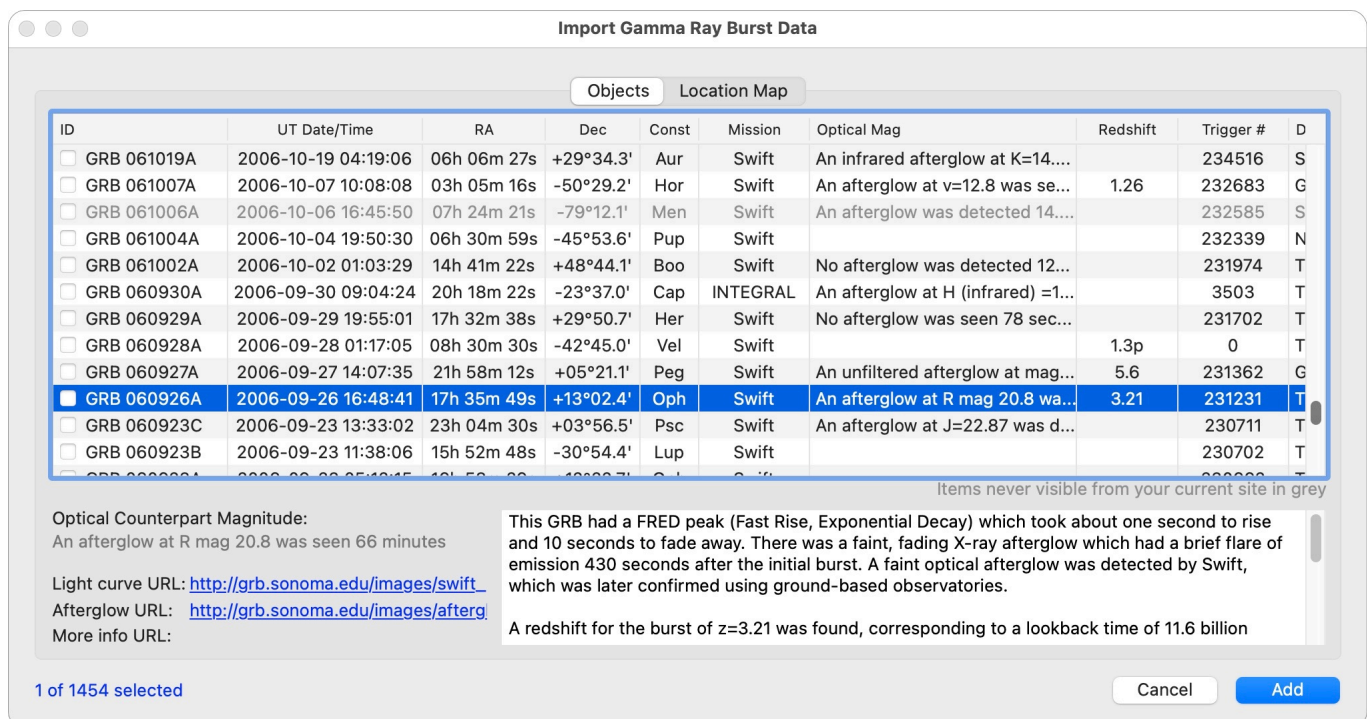 Import Gamma Ray Burst Data
Objects Location Map
ID UT Date/Time RA Dec Const Mission Optical Mag Redshift Trigger # D
GRB 061019A 2006-10-19 04:19:06 06h 06m 27s +29°34.3' Aur Swift An infrared afterglow at K=14.... 234516 S
GRB 061007A 2006-10-07 10:08:08 03h 05m 16s -50°29.2' Hor Swift An afterglow at v=12.8 was se... 1.26 232683 G
GRB 061006A 2006-10-06 16:45:50 07h 24m 21s -79°12.1' Men Swift An afterglow was detected 14.... 232585 S
GRB 061004A 2006-10-04 19:50:30 06h 30m 59s -45°53.6' Pup Swift 232339 N
GRB 061002A 2006-10-02 01:03:29 14h 41m 22s +48°44.1' Boo Swift No afterglow was detected 12... 231974 T
GRB 060930A 2006-09-30 09:04:24 20h 18m 22s -23°37.0' Cap INTEGRAL An afterglow at H (infrared) =1... 3503 T
GRB 060929A 2006-09-29 19:55:01 17h 32m 38s +29°50.7' Her Swift No afterglow was seen 78 sec... 231702 T
GRB 060928A 2006-09-28 01:17:05 08h 30m 30s -42°45.0' Vel Swift 1.3p 0 T
GRB 060927A 2006-09-27 14:07:35 21h 58m 12s +05°21.1' Peg Swift An unfiltered afterglow at mag... 5.6 231362 G
GRB 060926A 2006-09-26 16:48:41 17h 35m 49s +13°02.4' Oph Swift An afterglow at R mag 20.8 wa... 3.21 231231 T
GRB 060923C 2006-09-23 13:33:02 23h 04m 30s +03°56.5' Psc Swift An afterglow at J=22.87 was d... 230711 T
GRB 060923B 2006-09-23 11:38:06 15h 52m 48s -30°54.4' Lup Swift 230702 T
Items never visible from your current site in grey
Optical Counterpart Magnitude:
An afterglow at R mag 20.8 was seen 66 minutes
Light curve URL: http://grb.sonoma.edu/images/swift_
Afterglow URL: http://grb.sonoma.edu/images/afterg
More info URL:
This GRB had a FRED peak (Fast Rise, Exponential Decay) which took about one second to rise
and 10 seconds to fade away. There was a faint, fading X-ray afterglow which had a brief flare of
emission 430 seconds after the initial burst. A faint optical afterglow was detected by Swift,
which was later confirmed using ground-based observatories.
A redshift for the burst of z=3.21 was found, corresponding to a lookback time of 11.6 billion
1 of 1454 selected
Cancel Add